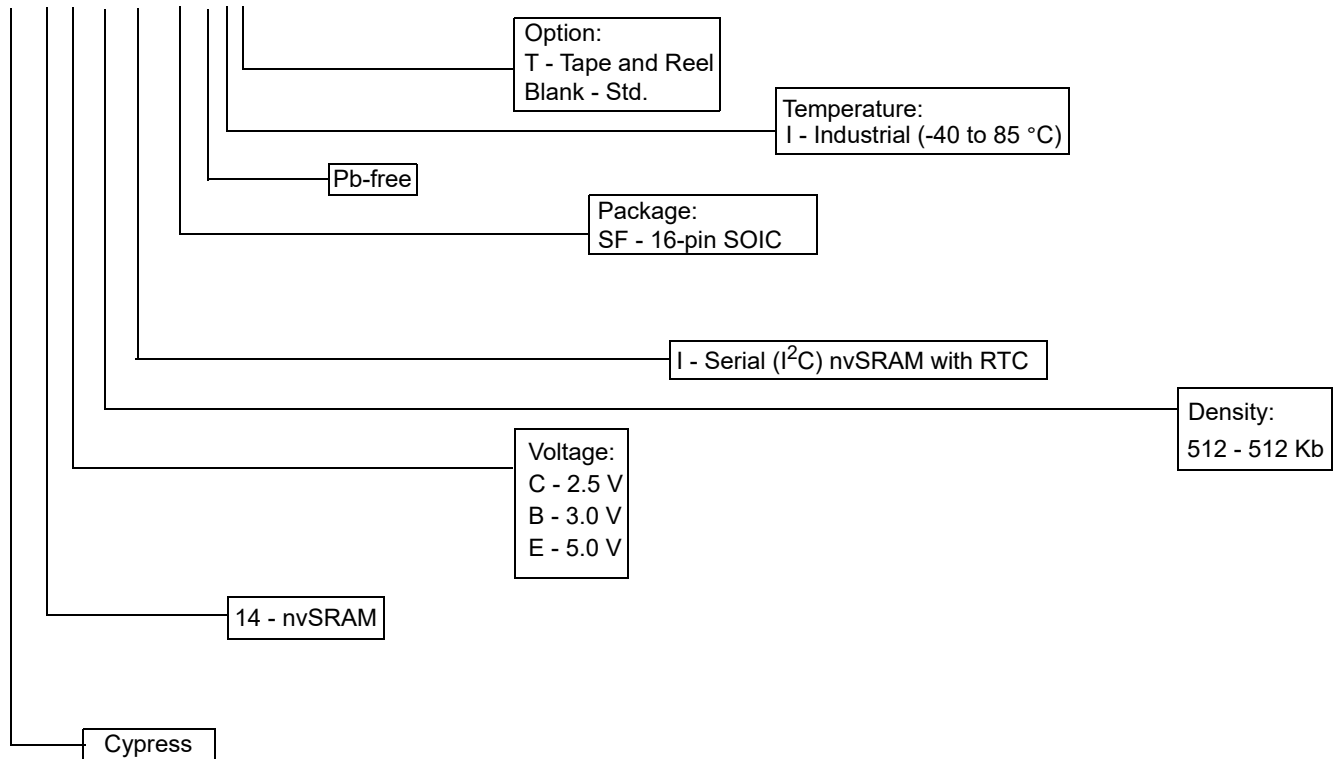 Option:
T - Tape and Reel
Blank - Std.
Temperature:
I - Industrial (-40 to 85 °C)
Pb-free
Package:
SF - 16-pin SOIC
I - Serial (I²C) nvSRAM with RTC
Density:
512 - 512 Kb
Voltage:
C - 2.5 V
B - 3.0 V
E - 5.0 V
14 - nvSRAM
Cypress